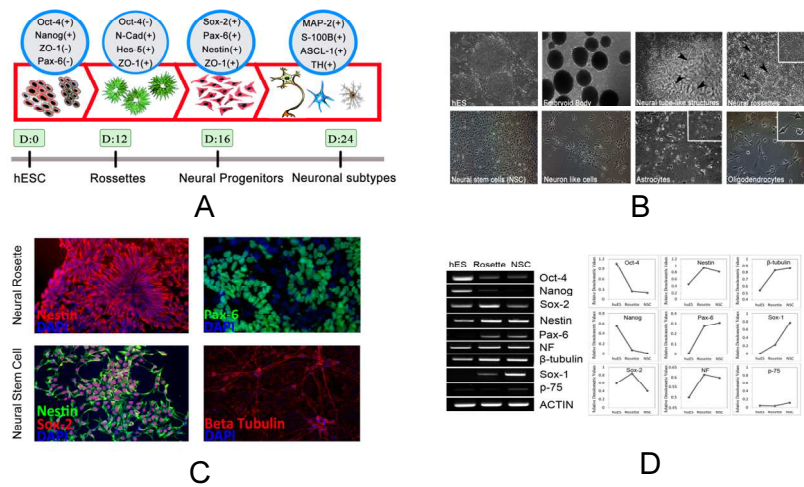 Oct-4(+)
Nanog(+)
ZO-1(-)
Pax-6(-)
Oct-4(-)
N-Cad(+)
Hes-5(+)
ZO-1(+)
Sox-2(+)
Pax-6(+)
Nestin(+)
ZO-1(+)
MAP-2(+)
S-100B(+)
ASCL-1(+)
TH(+)
D:0
D:12
D:16
D:24
hESC
Rossettes
Neural Progenitors
Neuronal subtypes
A
hES
Embryoid Body
Neural tube-like structures
Neural rossettes
Neural stem cells (NSC)
Neuron like cells
Astrocytes
Oligodendrocytes
B
Neural Rosette
Nestin
DAPI
Pax-6
DAPI
Neural Stem Cell
Nestin
Sox-2
DAPI
Beta Tubulin
DAPI
C
hES Rosette NSC
Oct-4
Nanog
Sox-2
Nestin
Pax-6
NF
β-tubulin
Sox-1
p-75
ACTIN
Oct-4
Nestin
β-tubulin
Nanog
Pax-6
Sox-1
Sox-2
NF
p-75
D